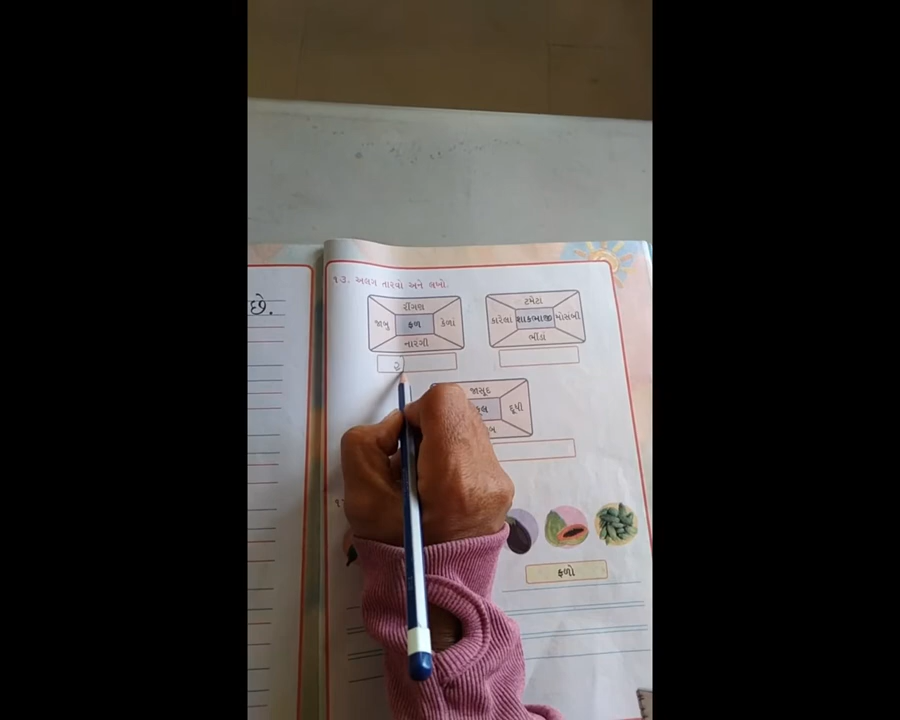 છે.
૧૩. અલગ તારવો અને લખો.
રીંગણ
જાંબુ ફળ કેળાં
નારંગી
ટમેટાં
કારેલાં શાકભાજી મોસંબી
ભીંડાં
જાસૂદ
દૂધી
ફળો